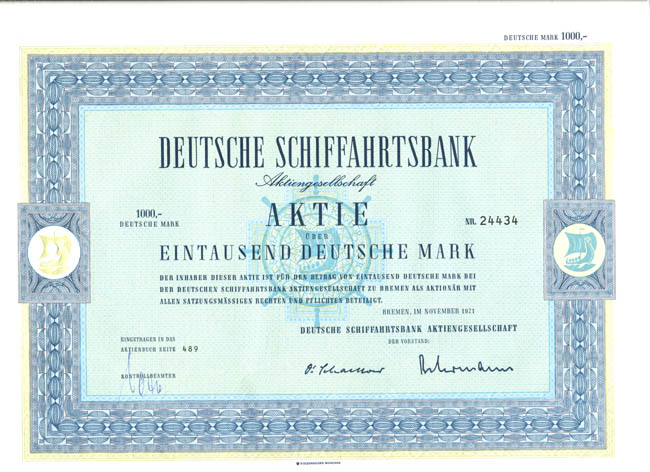 DEUTSCHE MARK 1000,–
DEUTSCHE SCHIFFAHRTSBANK
Aktiengesellschaft
AKTIE
1000,–
DEUTSCHE MARK
NR. 24434
ÜBER
EINTAUSEND DEUTSCHE MARK
DER INHABER DIESER AKTIE IST FÜR DEN BETRAG VON EINTAUSEND DEUTSCHE MARK BEI
DER DEUTSCHEN SCHIFFAHRTSBANK AKTIENGESELLSCHAFT ZU BREMEN ALS AKTIONÄR MIT
ALLEN SATZUNGSMÄSSIGEN RECHTEN UND PFLICHTEN BETEILIGT.
BREMEN, IM NOVEMBER 1971
DEUTSCHE SCHIFFAHRTSBANK AKTIENGESELLSCHAFT
DER VORSTAND:
EINGETRAGEN IN DAS
AKTIENBUCH SEITE 489
KONTROLLBEAMTER